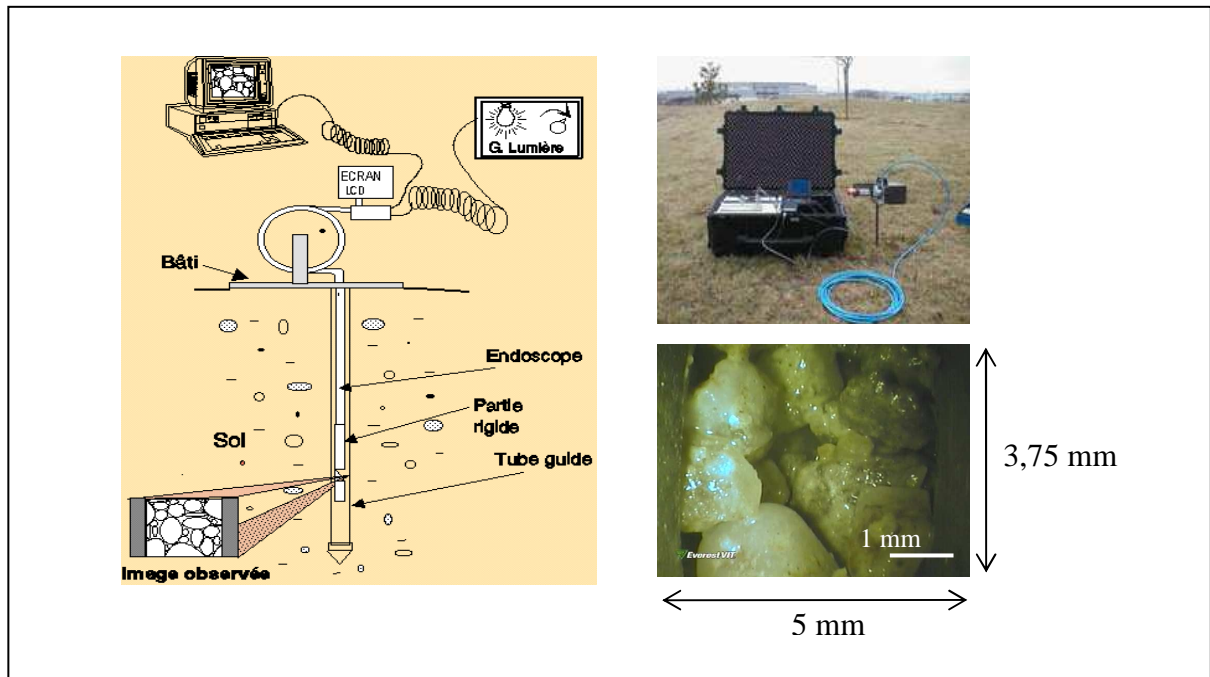 G. Lumière
ECRAN
LCD
Bâti
Endoscope
Partie
rigide
Sol
Tube guide
Image observée
3,75 mm
1 mm
Everest VIT
5 mm